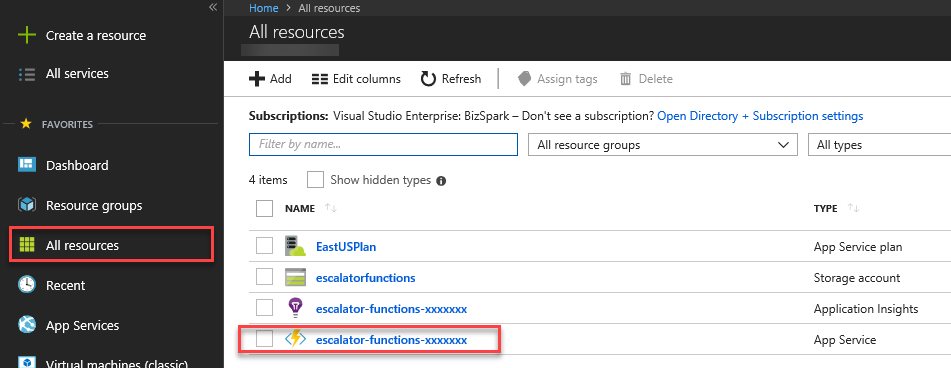 Home > All resources
All resources
Create a resource
All services
FAVORITES
Dashboard
Resource groups
All resources
Recent
App Services
Virtual machines (classic)
Add Edit columns Refresh Assign tags Delete
Subscriptions: Visual Studio Enterprise: BizSpark – Don't see a subscription? Open Directory + Subscription settings
Filter by name... All resource groups All types
4 items Show hidden types
NAME TYPE
EastUSPlan App Service plan
escalatorfunctions Storage account
escalator-functions-xxxxxxx Application Insights
escalator-functions-xxxxxxx App Service